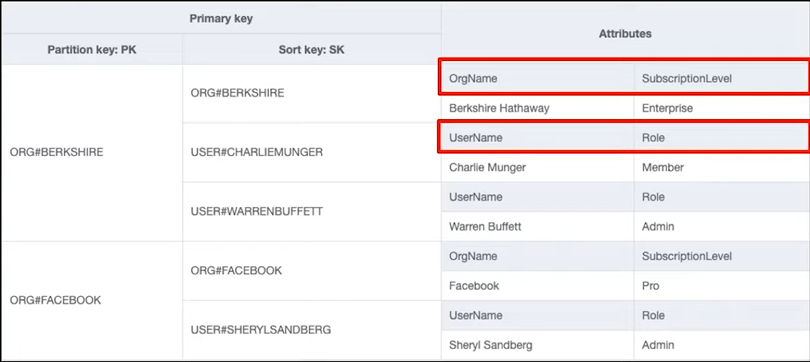 Primary key
Attributes
Partition key: PK Sort key: SK
OrgName SubscriptionLevel
ORG#BERKSHIRE
Berkshire Hathaway Enterprise
UserName Role
ORG#BERKSHIRE USER#CHARLIEMUNGER
Charlie Munger Member
UserName Role
USER#WARRENBUFFETT
Warren Buffett Admin
OrgName SubscriptionLevel
ORG#FACEBOOK
Facebook Pro
ORG#FACEBOOK
UserName Role
USER#SHERYLSANDBERG
Sheryl Sandberg Admin